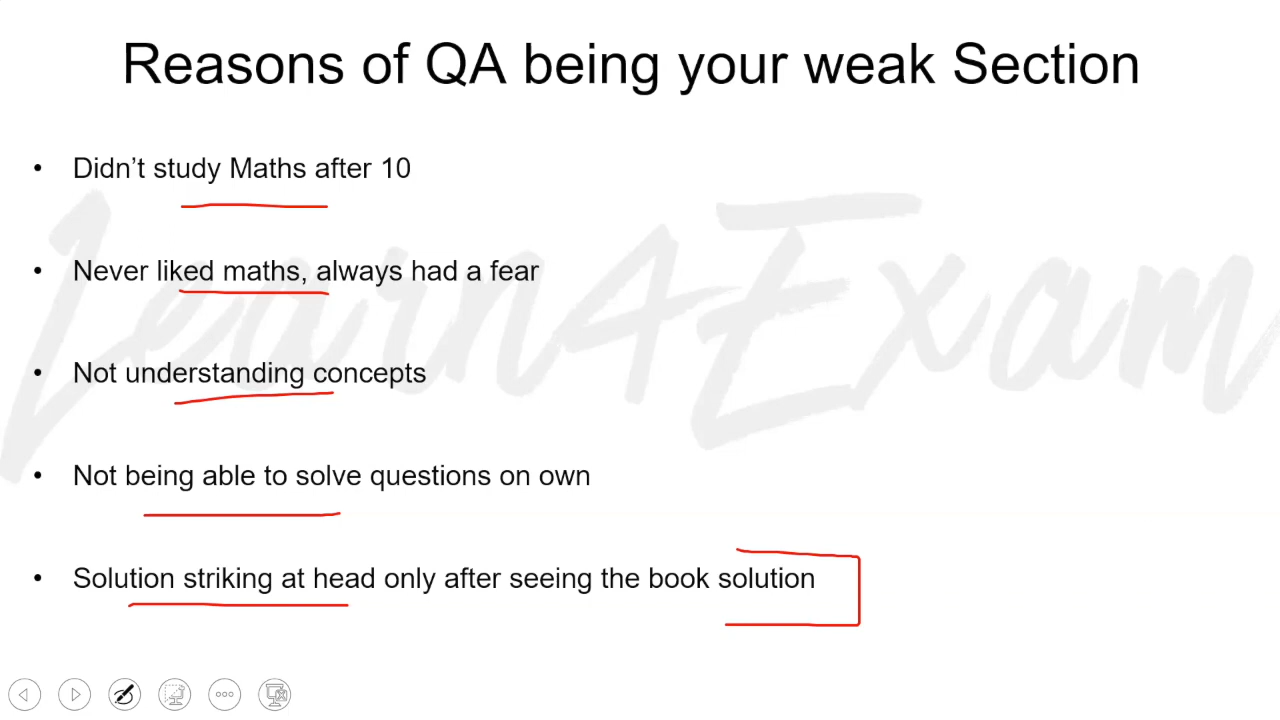 Reasons of QA being your weak Section
• Didn’t study Maths after 10
• Never liked maths, always had a fear
• Not understanding concepts
• Not being able to solve questions on own
• Solution striking at head only after seeing the book solution
Learn4Exam